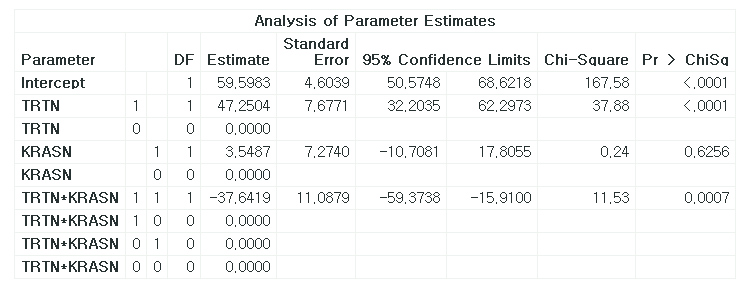 Analysis of Parameter Estimates
Parameter DF Estimate Standard Error 95% Confidence Limits Chi-Square Pr > ChiSq
Intercept 1 59,5983 4,6039 50,5748 68,6218 167,58 <,0001
TRTN 1 1 47,2504 7,6771 32,2035 62,2973 37,88 <,0001
TRTN 0 0 0,0000
KRASN 1 1 3,5487 7,2740 -10,7081 17,8055 0,24 0,6256
KRASN 0 0 0,0000
TRTN*KRASN 1 1 1 -37,6419 11,0879 -59,3738 -15,9100 11,53 0,0007
TRTN*KRASN 1 0 0 0,0000
TRTN*KRASN 0 1 0 0,0000
TRTN*KRASN 0 0 0 0,0000